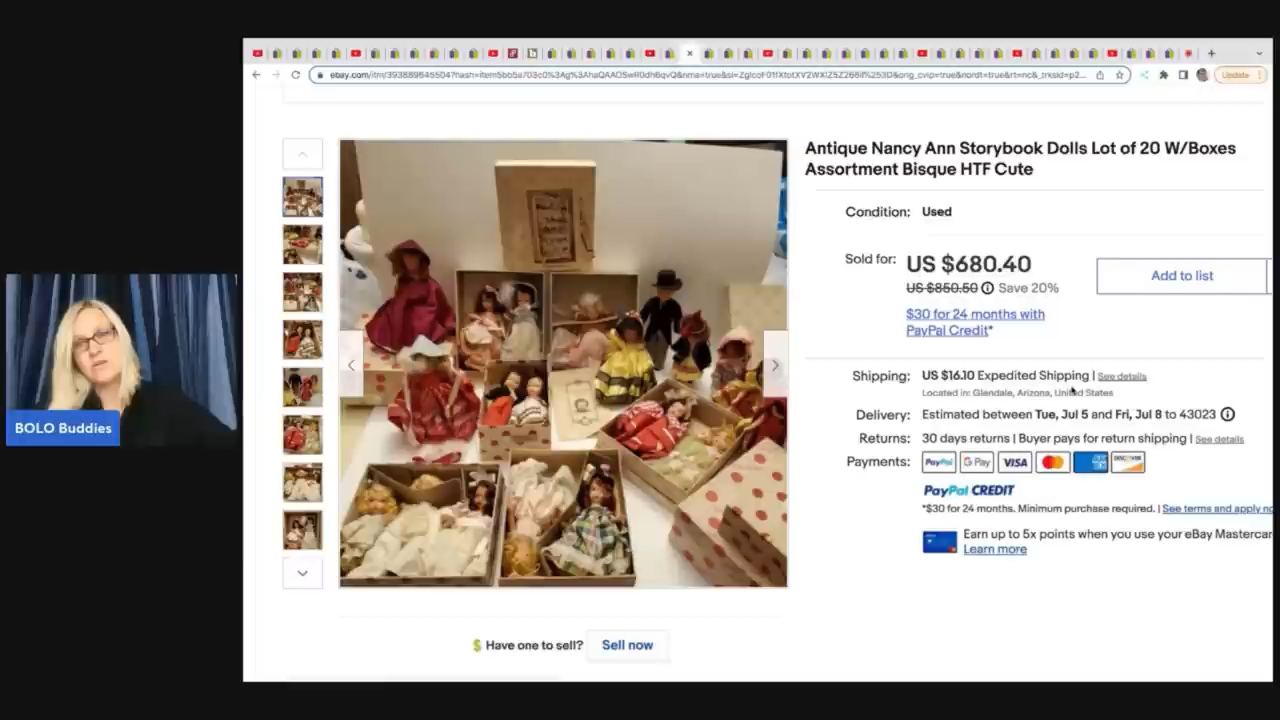 Update
Antique Nancy Ann Storybook Dolls Lot of 20 W/Boxes
Assortment Bisque HTF Cute
Condition: Used
Sold for: US $680.40
US $850.50 Save 20%
Add to list
$30 for 24 months with
PayPal Credit*
Shipping: US $16.10 Expedited Shipping | See details
Located in: Glendale, Arizona, United States
Delivery: Estimated between Tue, Jul 5 and Fri, Jul 8 to 43023
Returns: 30 days returns | Buyer pays for return shipping | See details
Payments: PayPal G Pay VISA DISCOVER
PayPal CREDIT
*$30 for 24 months. Minimum purchase required. | See terms and apply no
Earn up to 5x points when you use your eBay Mastercar
Learn more
BOLO Buddies
Have one to sell? Sell now